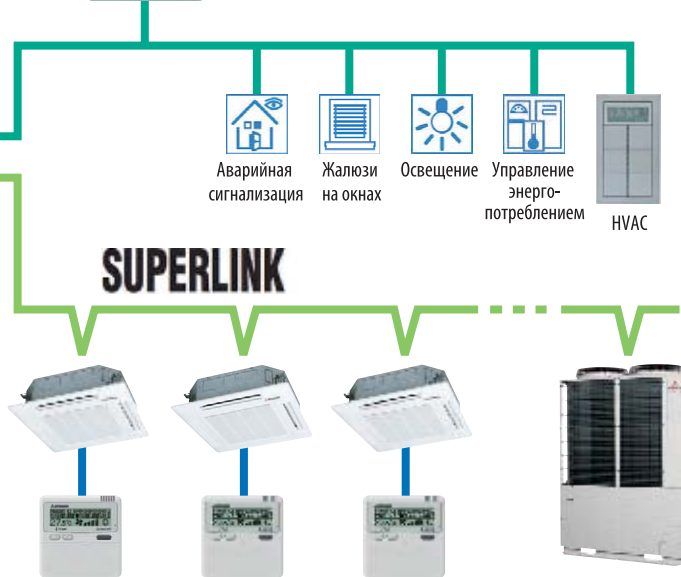 Аварийная
сигнализация
Жалюзи
на окнах
Освещение
Управление
энерго-
потреблением
HVAC
SUPERLINK